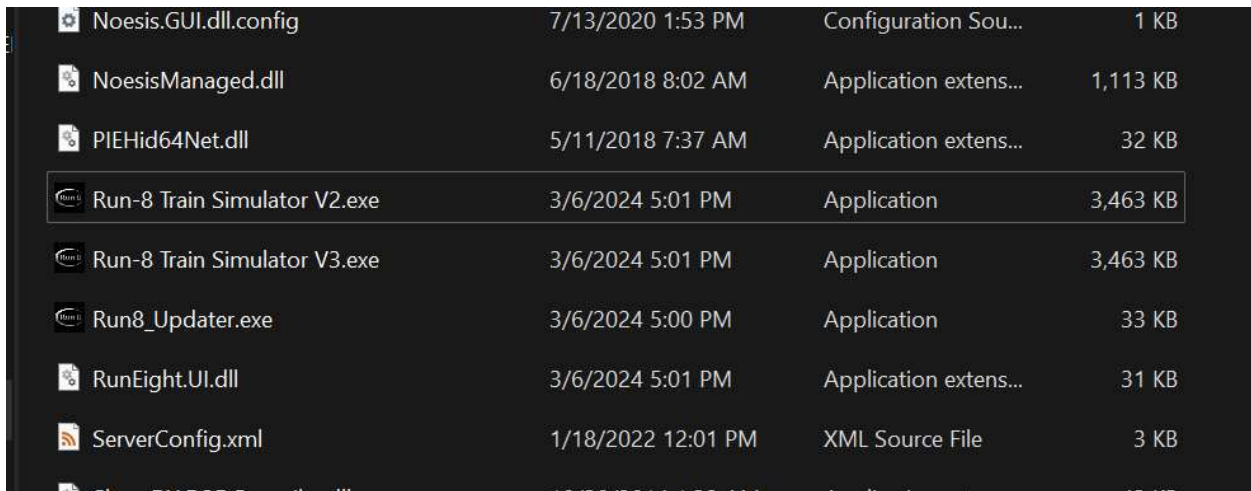 Noesis.GUI.dll.config 7/13/2020 1:53 PM Configuration Sou... 1 KB
NoesisManaged.dll 6/18/2018 8:02 AM Application extens... 1,113 KB
PIEHid64Net.dll 5/11/2018 7:37 AM Application extens... 32 KB
Run-8 Train Simulator V2.exe 3/6/2024 5:01 PM Application 3,463 KB
Run-8 Train Simulator V3.exe 3/6/2024 5:01 PM Application 3,463 KB
Run8_Updater.exe 3/6/2024 5:00 PM Application 33 KB
RunEight.UI.dll 3/6/2024 5:01 PM Application extens... 31 KB
ServerConfig.xml 1/18/2022 12:01 PM XML Source File 3 KB